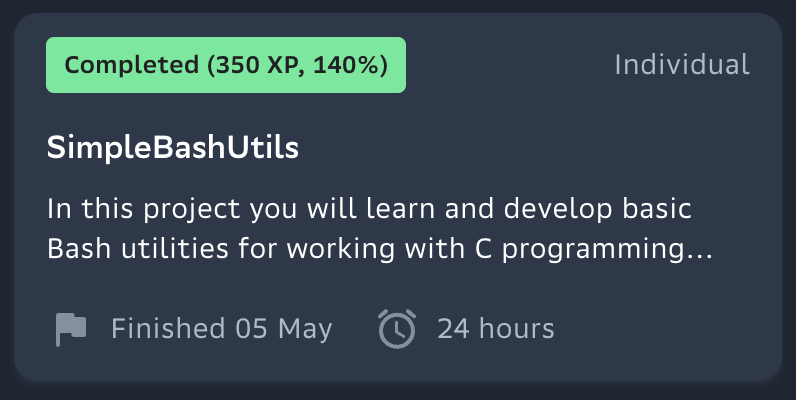 Completed (350 XP, 140%)
Individual
SimpleBashUtils
In this project you will learn and develop basic
Bash utilities for working with C programming...
Finished 05 May
24 hours